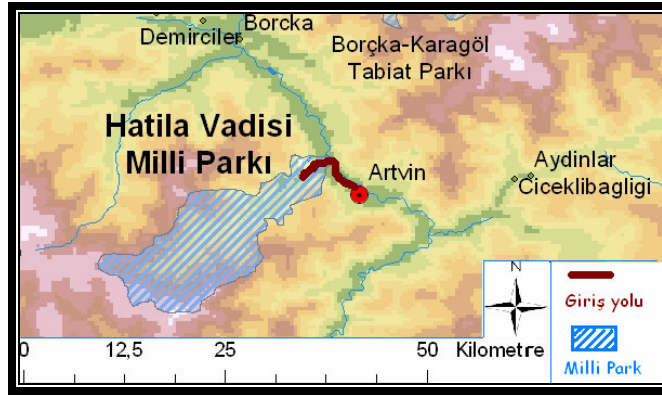 Borcka
Demirciler
Borçka-Karagöl
Tabiat Parkı
Hatila Vadisi
Milli Parkı
Artvin
Aydinlar
Ciceklibagligi
N
Giriş yolu
Milli Park
0 12,5 25 50 Kilometre